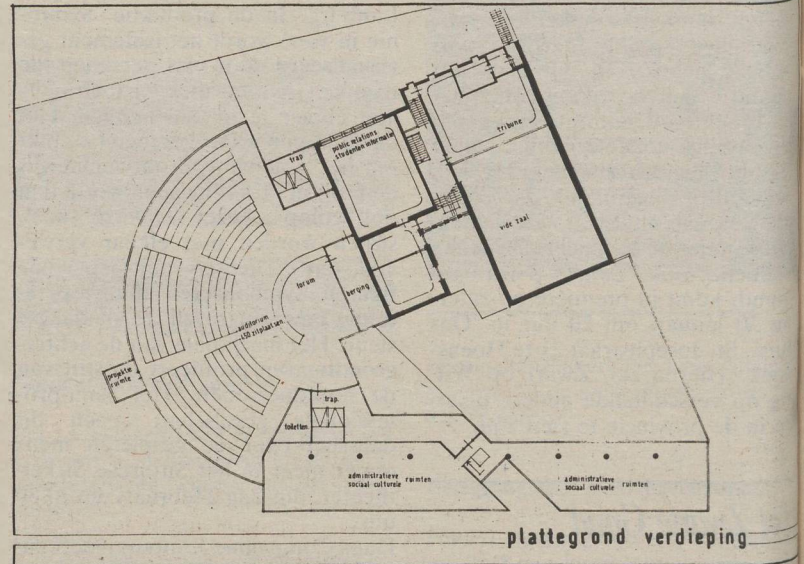 tribune
public relations
studenten informatie
trap
vide zaal
forum
berging
auditorium
450 zitplaatsen
projektie
ruimte
trap
toiletten
administratieve
sociaal culturele ruimten
administratieve
sociaal culturele ruimten
plattegrond verdieping